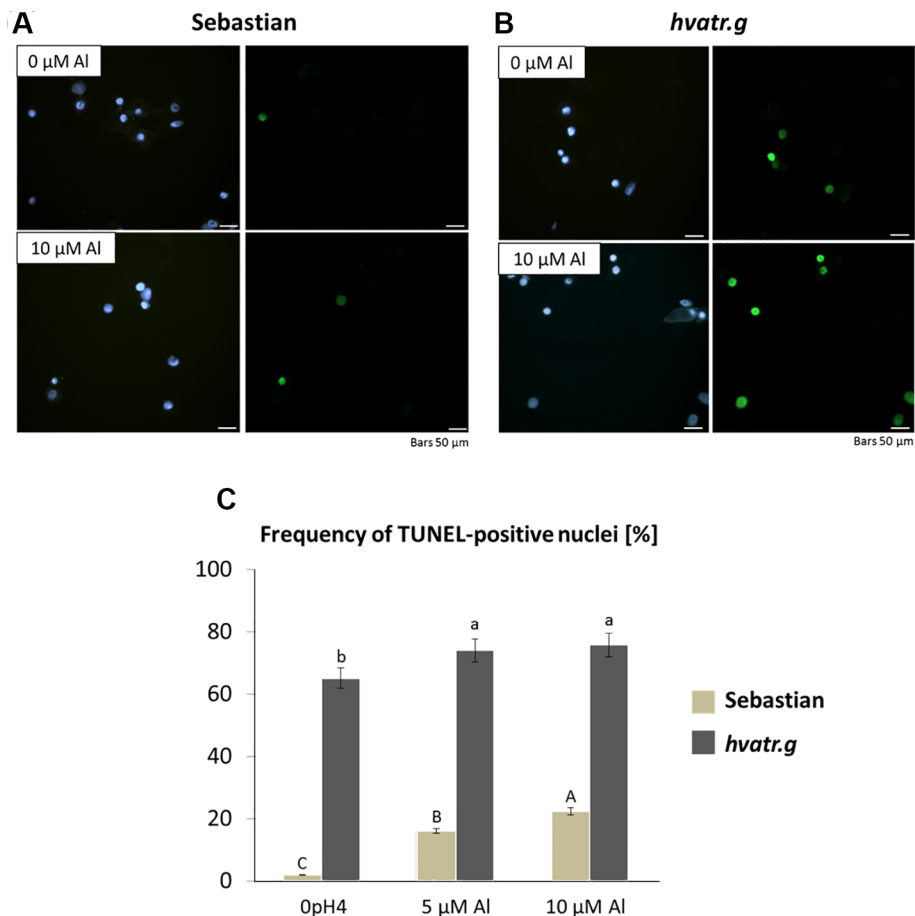 (A) Sebastian
0 µM Al
10 µM Al
Bars 50 µm
B hvatr.g
0 µM Al
10 µM Al
Bars 50 µm
C
Frequency of TUNEL-positive nuclei [%]
100
80
60
40
20
0
C b
B a
A a
0pH4 5 µM Al 10 µM Al
Sebastian
hvatr.g